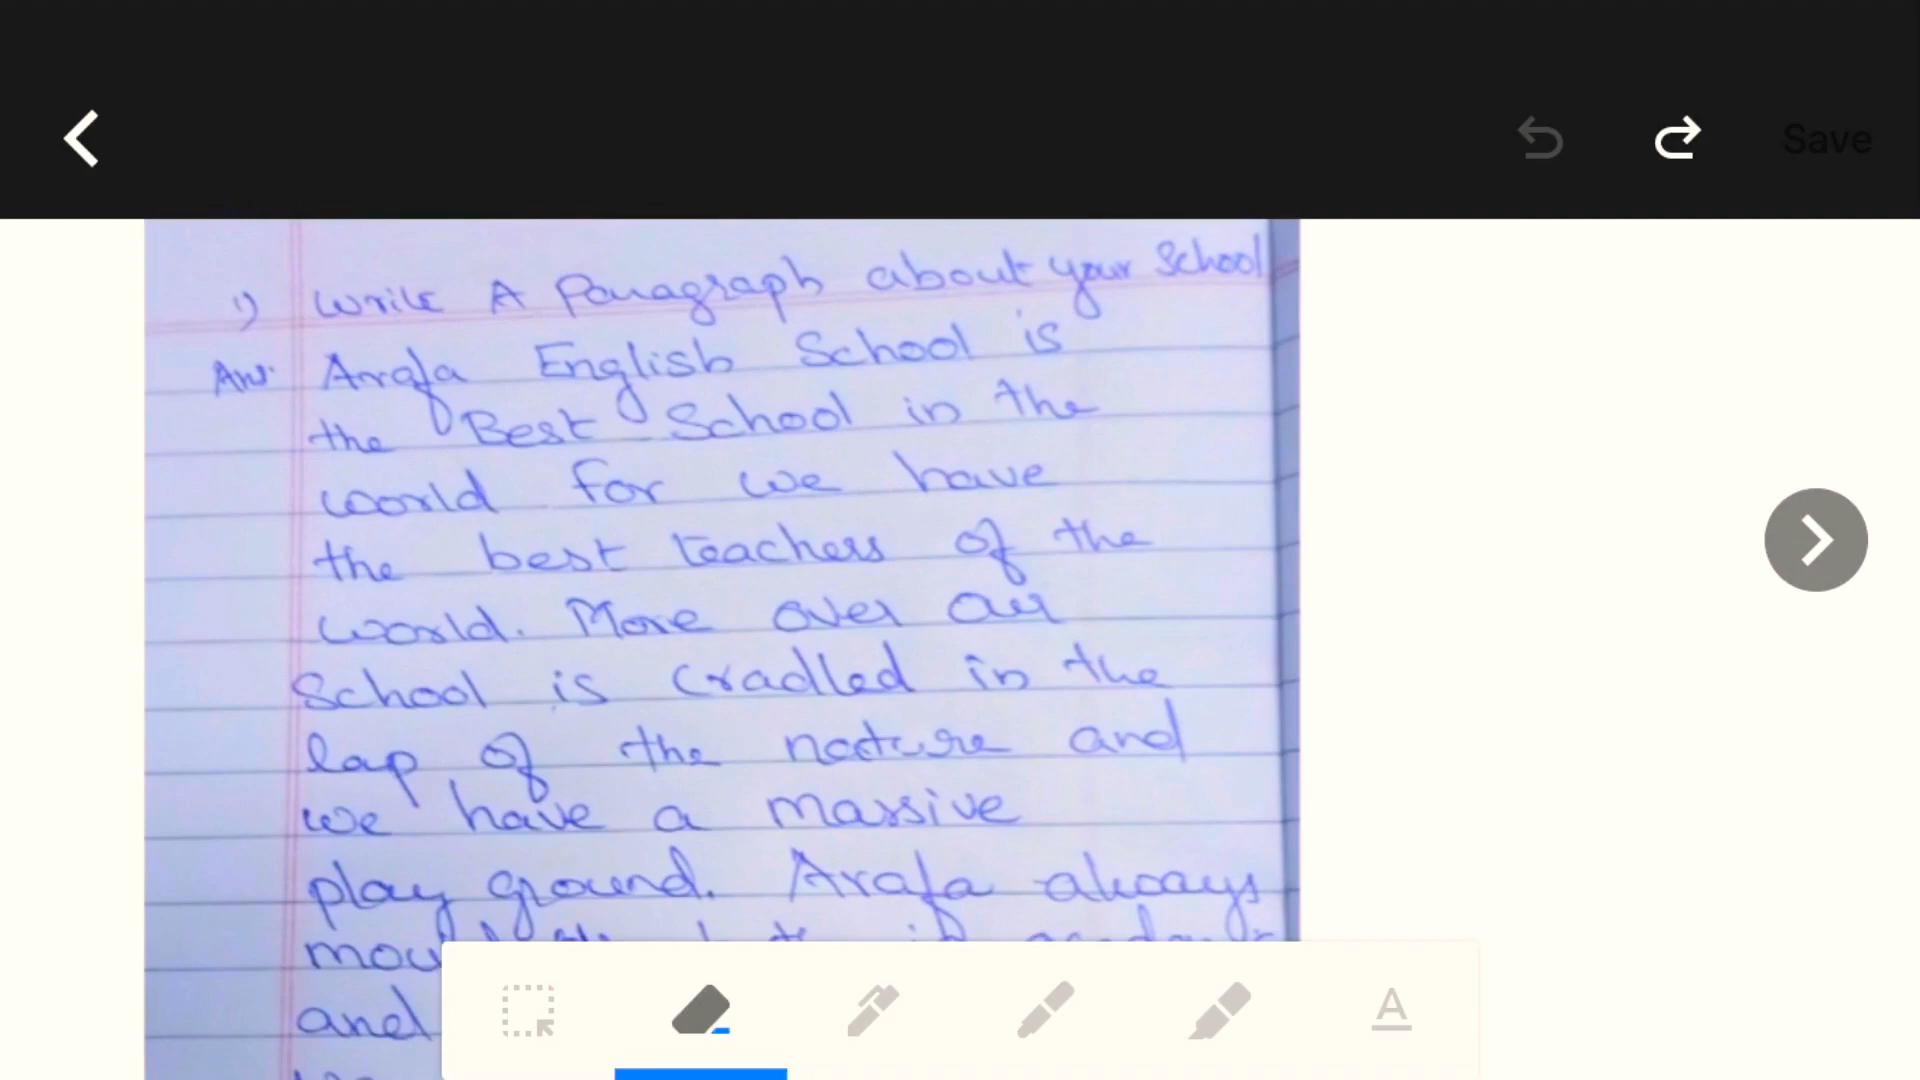 Save
1) Write A Paragraph about your School
Ans. Arrafa English School is
the Best School in the
world for we have
the best teachers of the
world. More over our
School is cradled in the
lap of the nature and
we have a massive
play ground. Arafa always
and
A